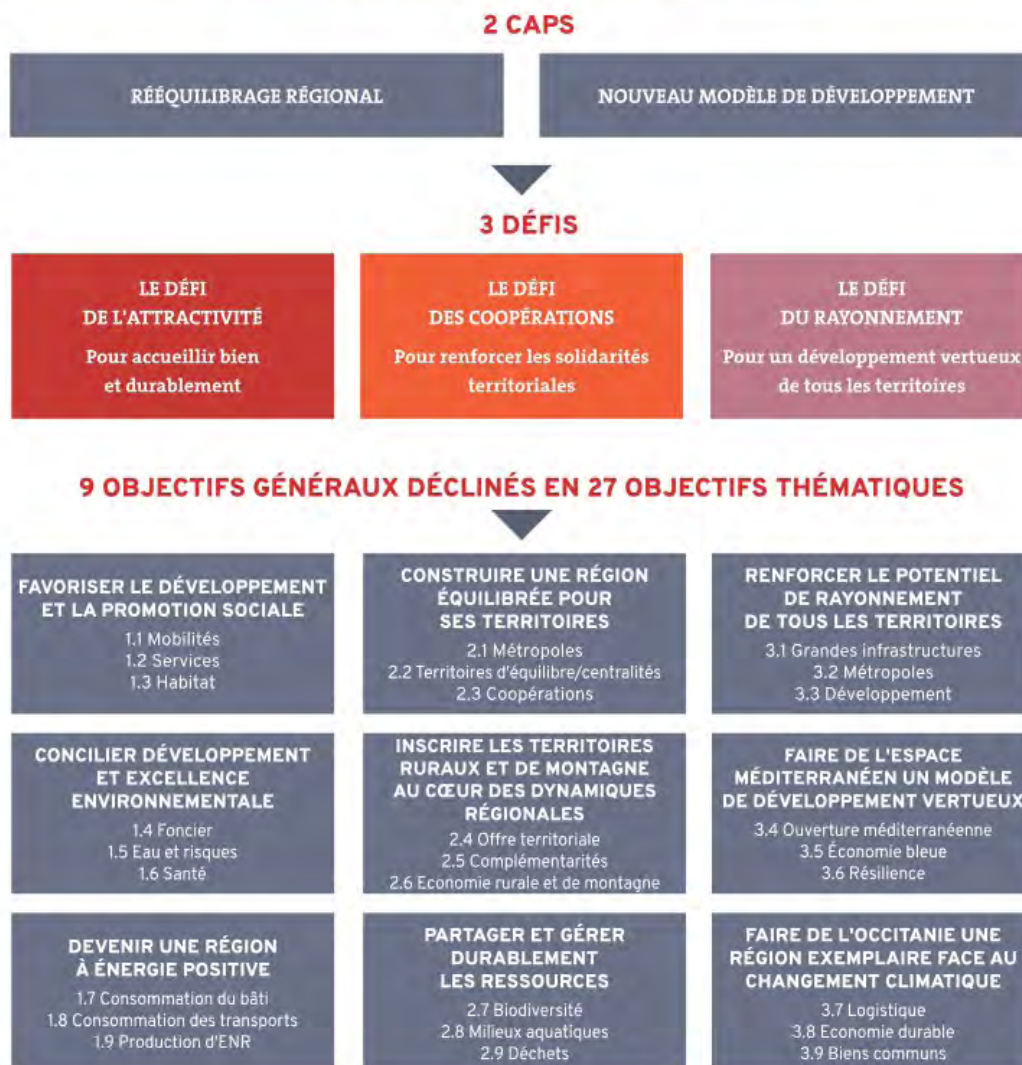 2 CAPS
RÉÉQUILIBRAGE RÉGIONAL
NOUVEAU MODÈLE DE DÉVELOPPEMENT
3 DÉFIS
LE DÉFI
DE L'ATTRACTIVITÉ
Pour accueillir bien
et durablement
LE DÉFI
DES COOPÉRATIONS
Pour renforcer les solidarités
territoriales
LE DÉFI
DU RAYONNEMENT
Pour un développement vertueux
de tous les territoires
9 OBJECTIFS GÉNÉRAUX DÉCLINÉS EN 27 OBJECTIFS THÉMATIQUES
FAVORISER LE DÉVELOPPEMENT
ET LA PROMOTION SOCIALE
1.1 Mobilités
1.2 Services
1.3 Habitat
CONSTRUIRE UNE RÉGION
ÉQUILIBRÉE POUR
SES TERRITOIRES
2.1 Métropoles
2.2 Territoires d'équilibre/centralités
2.3 Coopérations
RENFORCER LE POTENTIEL
DE RAYONNEMENT
DE TOUS LES TERRITOIRES
3.1 Grandes infrastructures
3.2 Métropoles
3.3 Développement
CONCILIER DÉVELOPPEMENT
ET EXCELLENCE
ENVIRONNEMENTALE
1.4 Foncier
1.5 Eau et risques
1.6 Santé
INSCRIRE LES TERRITOIRES
RURAUX ET DE MONTAGNE
AU CŒUR DES DYNAMIQUES
RÉGIONALES
2.4 Offre territoriale
2.5 Complémentarités
2.6 Economie rurale et de montagne
FAIRE DE L'ESPACE
MÉDITERRANÉEN UN MODÈLE
DE DÉVELOPPEMENT VERTUEUX
3.4 Ouverture méditerranéenne
3.5 Économie bleue
3.6 Résilience
DEVENIR UNE RÉGION
À ÉNERGIE POSITIVE
1.7 Consommation du bâti
1.8 Consommation des transports
1.9 Production d'ENR
PARTAGER ET GÉRER
DURABLEMENT
LES RESSOURCES
2.7 Biodiversité
2.8 Milieux aquatiques
2.9 Déchets
FAIRE DE L'OCCITANIE UNE
RÉGION EXEMPLAIRE FACE AU
CHANGEMENT CLIMATIQUE
3.7 Logistique
3.8 Economie durable
3.9 Biens communs